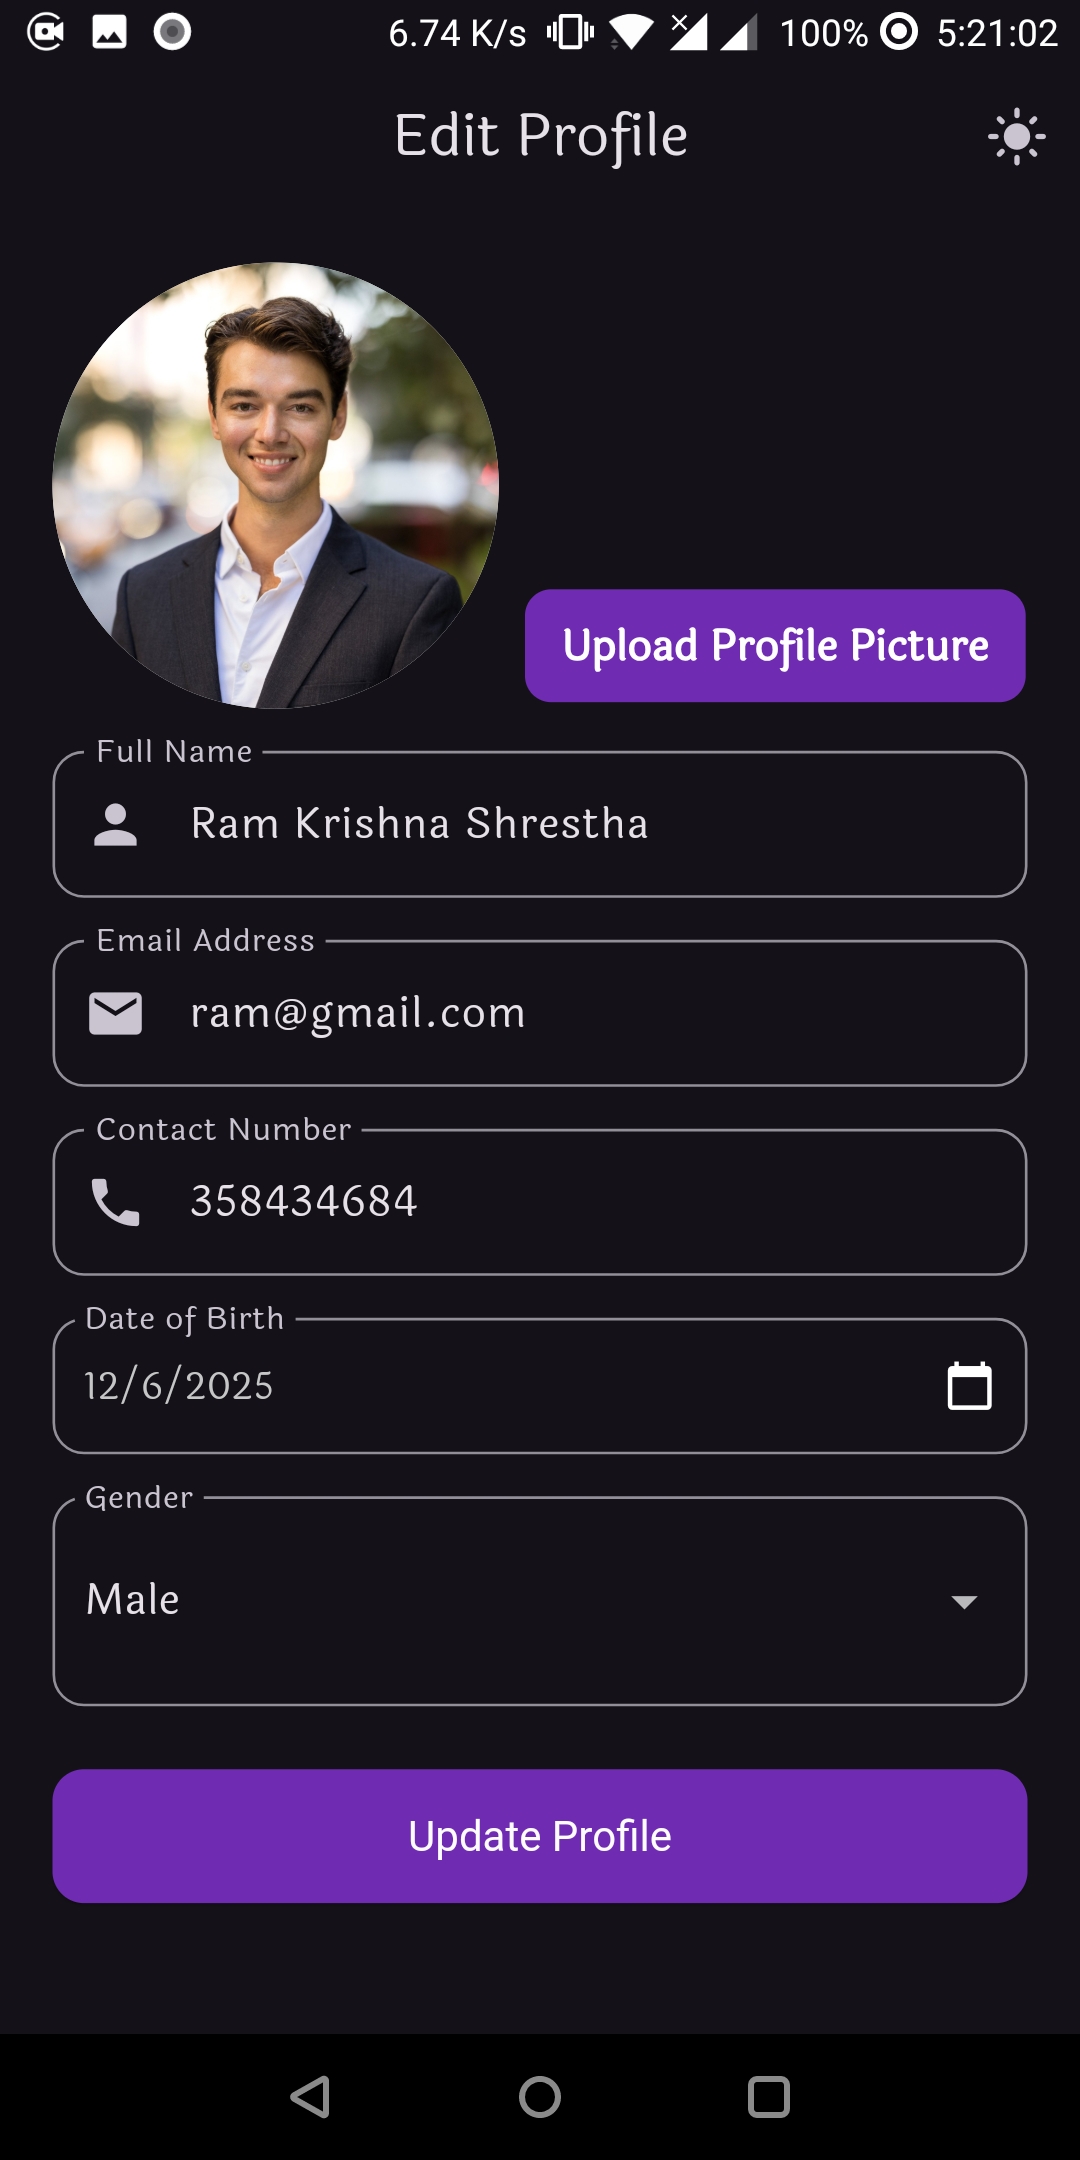 6.74 K/s 100% 5:21:02
Edit Profile
Upload Profile Picture
Full Name
Ram Krishna Shrestha
Email Address
ram@gmail.com
Contact Number
358434684
Date of Birth
12/6/2025
Gender
Male
Update Profile